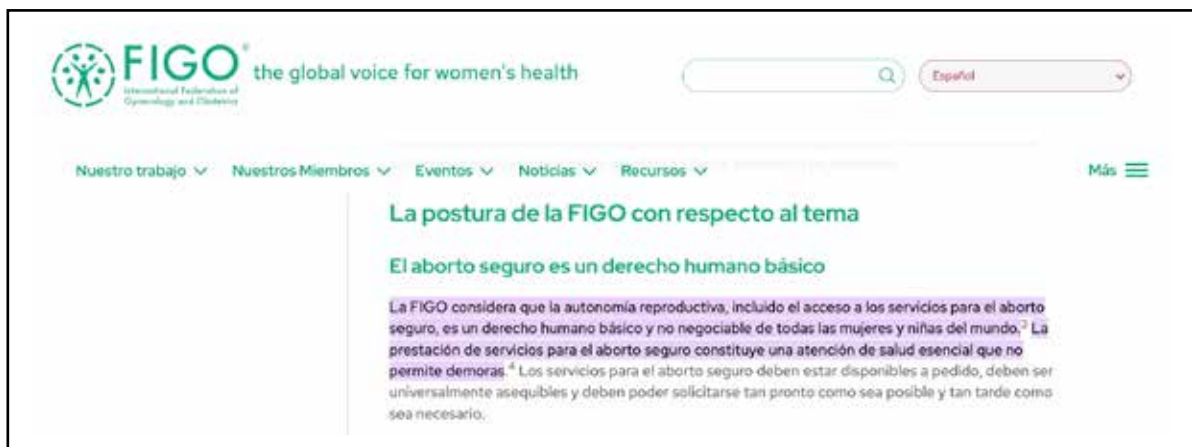 FIGO®
the global voice for women's health
International Federation of
Gynecology and Obstetrics
Español
Nuestro trabajo
Nuestros Miembros
Eventos
Noticias
Recursos
Más
La postura de la FIGO con respecto al tema
El aborto seguro es un derecho humano básico
La FIGO considera que la autonomía reproductiva, incluido el acceso a los servicios para el aborto
seguro, es un derecho humano básico y no negociable de todas las mujeres y niñas del mundo.³ La
prestación de servicios para el aborto seguro constituye una atención de salud esencial que no
permite demoras.⁴ Los servicios para el aborto seguro deben estar disponibles a pedido, deben ser
universalmente asequibles y deben poder solicitarse tan pronto como sea posible y tan tarde como
sea necesario.